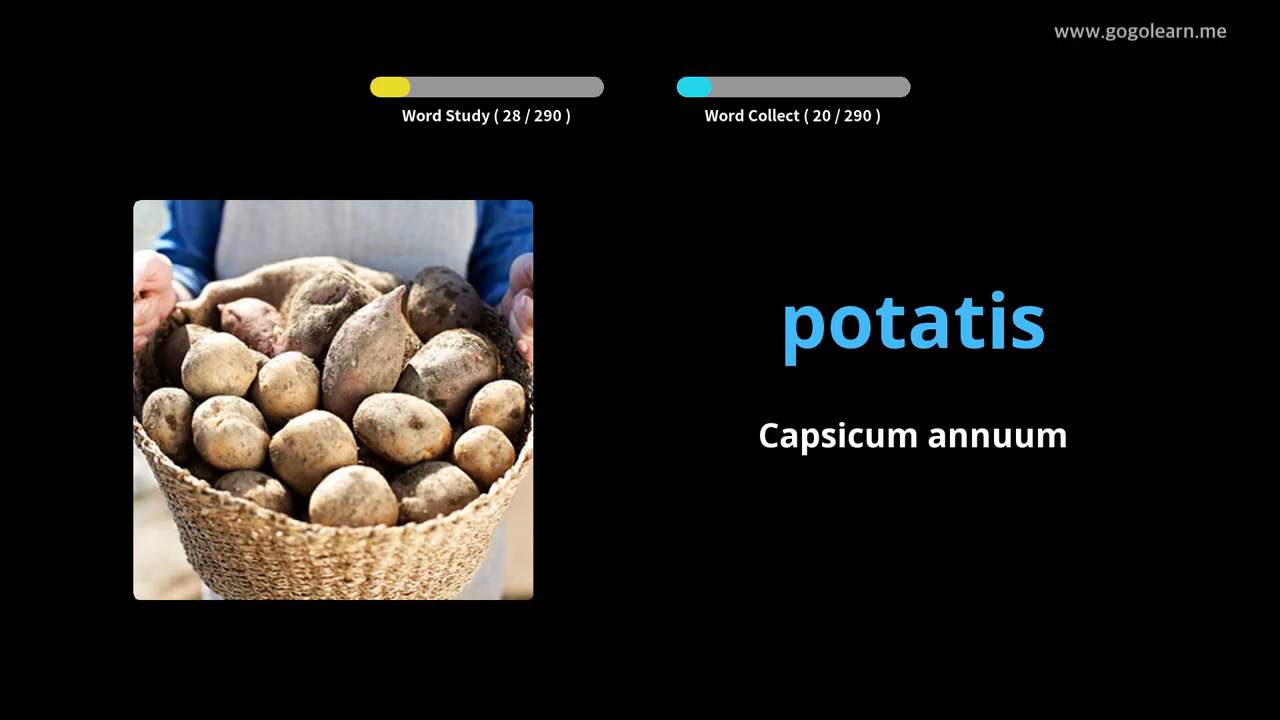 www.gogolearn.me
Word Study ( 28 / 290 )
Word Collect ( 20 / 290 )
potatis
Capsicum annuum